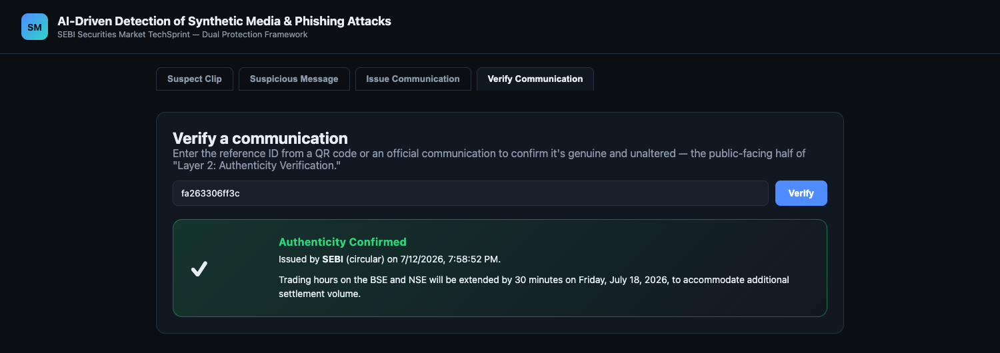 SM
AI-Driven Detection of Synthetic Media & Phishing Attacks
SEBI Securities Market TechSprint — Dual Protection Framework
Suspect Clip
Suspicious Message
Issue Communication
Verify Communication
Verify a communication
Enter the reference ID from a QR code or an official communication to confirm it's genuine and unaltered — the public-facing half of
"Layer 2: Authenticity Verification."
fa263306ff3c
Verify
Authenticity Confirmed
Issued by SEBI (circular) on 7/12/2026, 7:58:52 PM.
Trading hours on the BSE and NSE will be extended by 30 minutes on Friday, July 18, 2026, to accommodate additional
settlement volume.